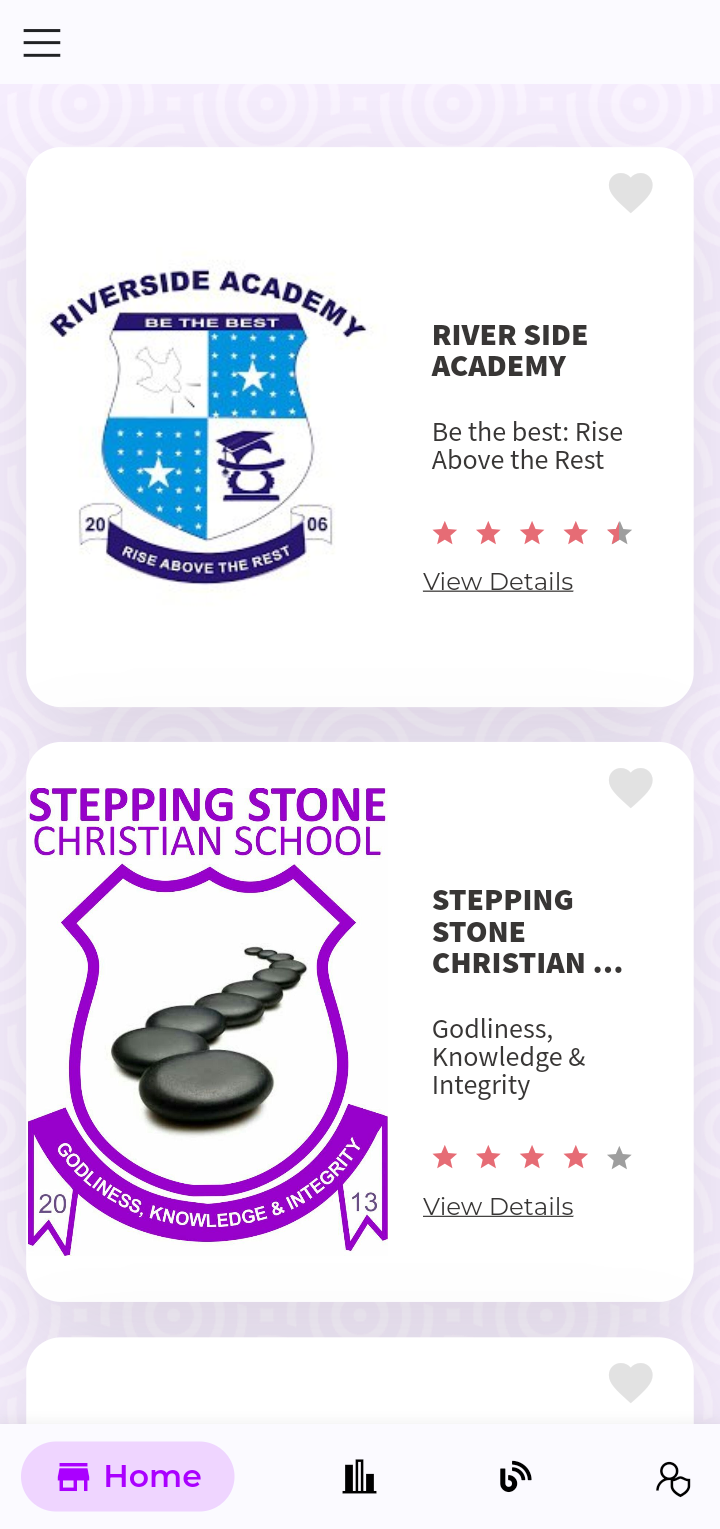 RIVERSIDE ACADEMY
BE THE BEST
20 06
RISE ABOVE THE REST
RIVER SIDE
ACADEMY
Be the best: Rise
Above the Rest
View Details
STEPPING STONE
CHRISTIAN SCHOOL
GODLINESS, KNOWLEDGE & INTEGRITY
20 13
STEPPING
STONE
CHRISTIAN ...
Godliness,
Knowledge &
Integrity
View Details
Home